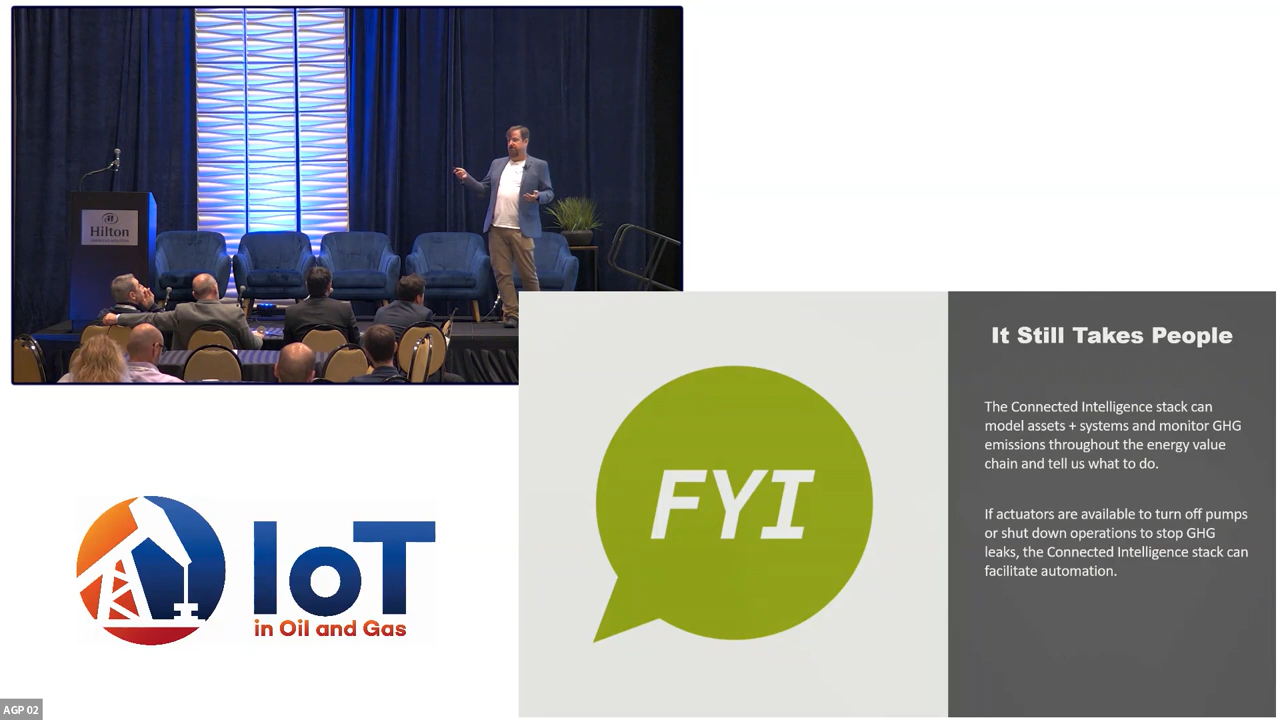 Hilton
It Still Takes People
The Connected Intelligence stack can
model assets + systems and monitor GHG
emissions throughout the energy value
chain and tell us what to do.
If actuators are available to turn off pumps
or shut down operations to stop GHG
leaks, the Connected Intelligence stack can
facilitate automation.
FYI
IoT
in Oil and Gas
AGP 02